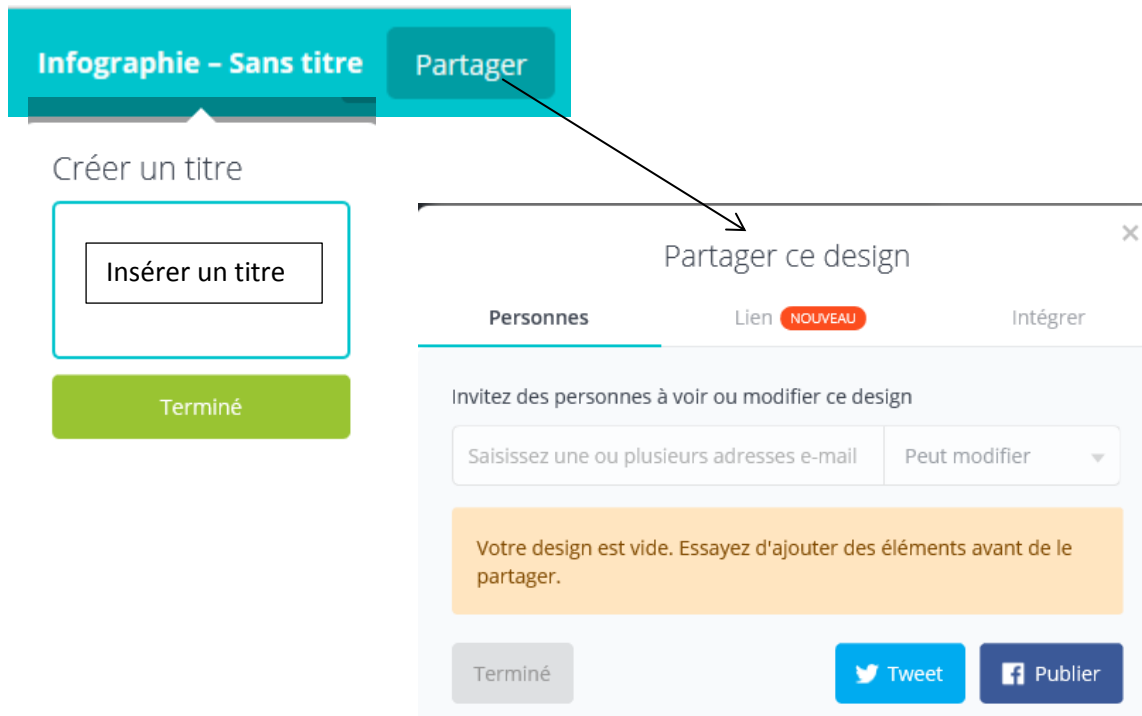 Infographie – Sans titre
Partager
Créer un titre
Insérer un titre
Terminé
Partager ce design
×
Personnes
Lien NOUVEAU
Intégrer
Invitez des personnes à voir ou modifier ce design
Saisissez une ou plusieurs adresses e-mail
Peut modifier
Votre design est vide. Essayez d'ajouter des éléments avant de le
partager.
Terminé
Tweet
Publier